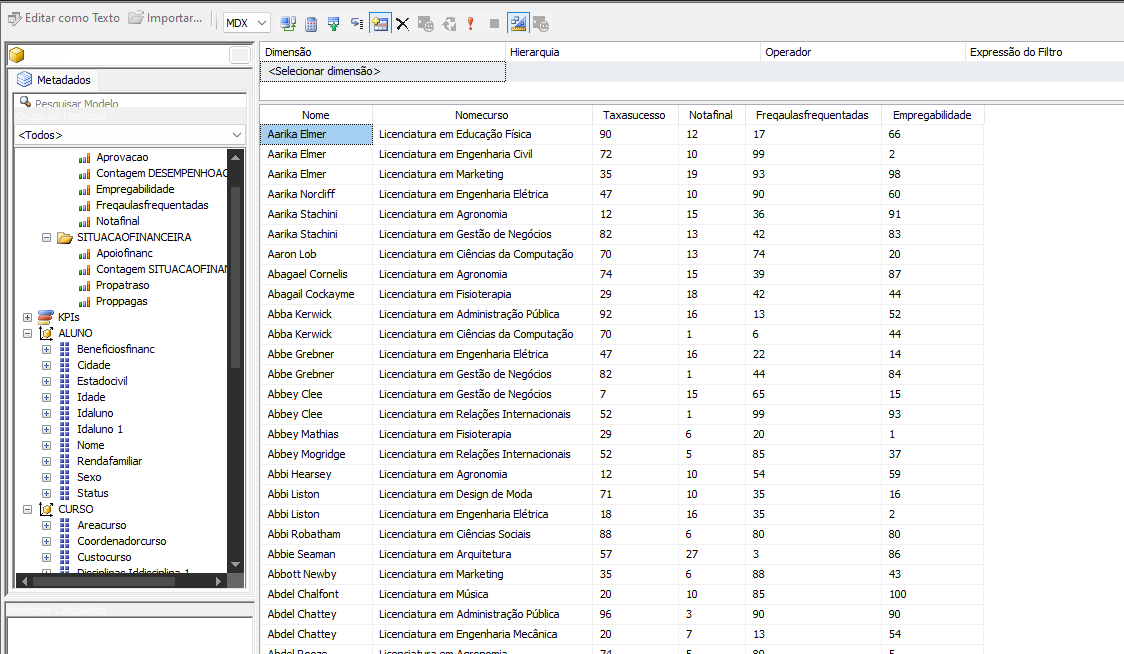 Editar como Texto Importar... MDX
Metadados
Pesquisar Modelo
Grupo de Medidas:
<Todos>
Aprovacao
Contagem DESEMPENHOAC
Empregabilidade
Freqaulasfrequentadas
Notafinal
SITUACAOFINANCEIRA
Apoiofinanc
Contagem SITUACAOFINAN
Propatraso
Proppagas
KPIs
ALUNO
Beneficiosfinanc
Cidade
Estadocivil
Idade
Idaluno
Idaluno 1
Nome
Rendafamiliar
Sexo
Status
CURSO
Areacurso
Coordenadorcurso
Custocurso
Disciplinas Iddisciplina 1
Membros Calculados
Dimensão Hierarquia Operador Expressão do Filtro
<Selecionar dimensão>
Nome Nomecurso Taxasucesso Notafinal Freqaulasfrequentadas Empregabilidade
Aarika Elmer Licenciatura em Educação Física 90 12 17 66
Aarika Elmer Licenciatura em Engenharia Civil 72 10 99 2
Aarika Elmer Licenciatura em Marketing 35 19 93 98
Aarika Norcliff Licenciatura em Engenharia Elétrica 47 10 90 60
Aarika Stachini Licenciatura em Agronomia 12 15 36 91
Aarika Stachini Licenciatura em Gestão de Negócios 82 13 42 83
Aaron Lob Licenciatura em Ciências da Computação 70 13 74 20
Abagael Cornelis Licenciatura em Agronomia 74 15 39 87
Abagail Cockayme Licenciatura em Fisioterapia 29 18 42 44
Abba Kerwick Licenciatura em Administração Pública 92 16 13 52
Abba Kerwick Licenciatura em Ciências da Computação 70 1 6 44
Abbe Grebner Licenciatura em Engenharia Elétrica 47 16 22 14
Abbe Grebner Licenciatura em Gestão de Negócios 82 1 44 84
Abbey Clee Licenciatura em Gestão de Negócios 7 15 65 15
Abbey Clee Licenciatura em Relações Internacionais 52 1 99 93
Abbey Mathias Licenciatura em Fisioterapia 29 6 20 1
Abbey Mogridge Licenciatura em Relações Internacionais 52 5 85 37
Abbi Hearsey Licenciatura em Agronomia 12 10 54 59
Abbi Liston Licenciatura em Design de Moda 71 10 35 16
Abbi Liston Licenciatura em Engenharia Elétrica 18 16 35 2
Abbi Robatham Licenciatura em Ciências Sociais 88 6 80 80
Abbie Seaman Licenciatura em Arquitetura 57 27 3 86
Abbott Newby Licenciatura em Marketing 35 6 88 43
Abdel Chalfont Licenciatura em Música 20 10 85 100
Abdel Chattey Licenciatura em Administração Pública 96 3 90 90
Abdel Chattey Licenciatura em Engenharia Mecânica 20 7 13 54
Abdel Licenciatura em Agronomia 74 5 80 5